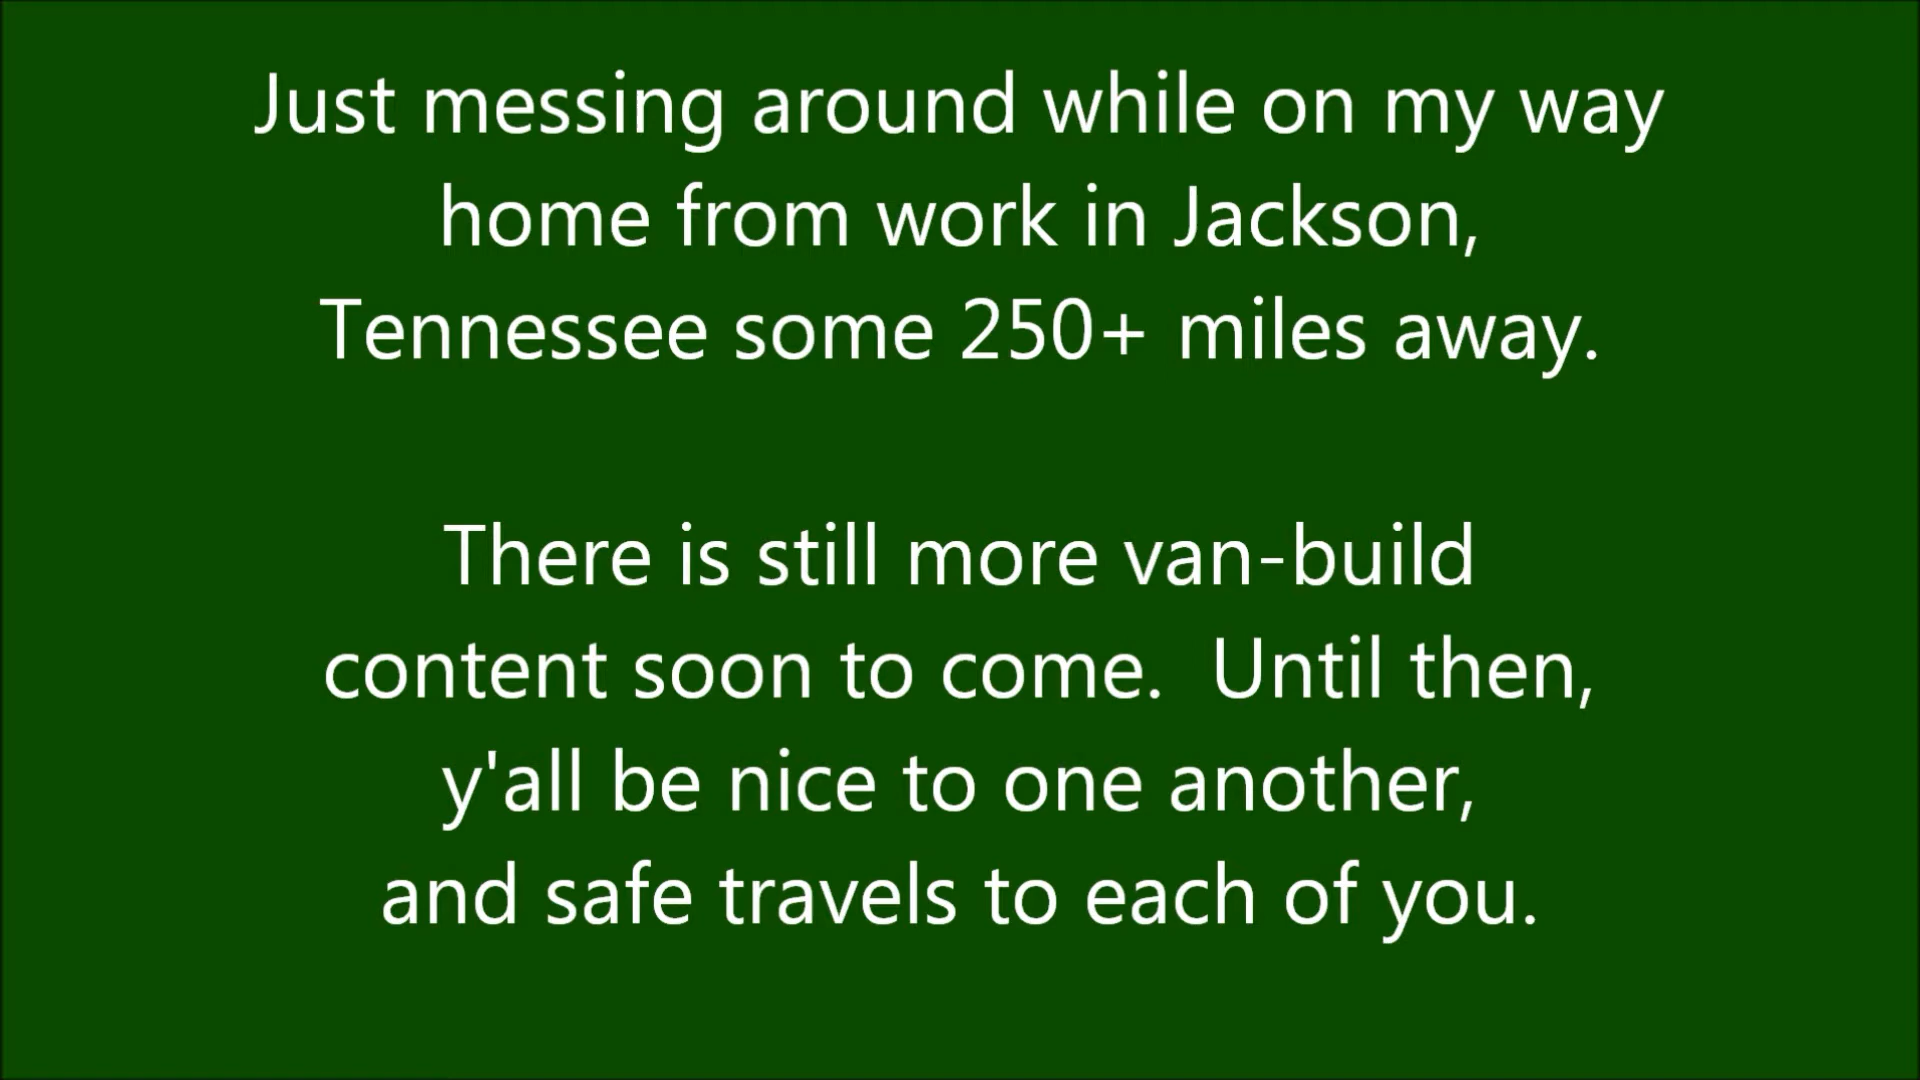 Just messing around while on my way
home from work in Jackson,
Tennessee some 250+ miles away.
There is still more van-build
content soon to come.  Until then,
y'all be nice to one another,
and safe travels to each of you.